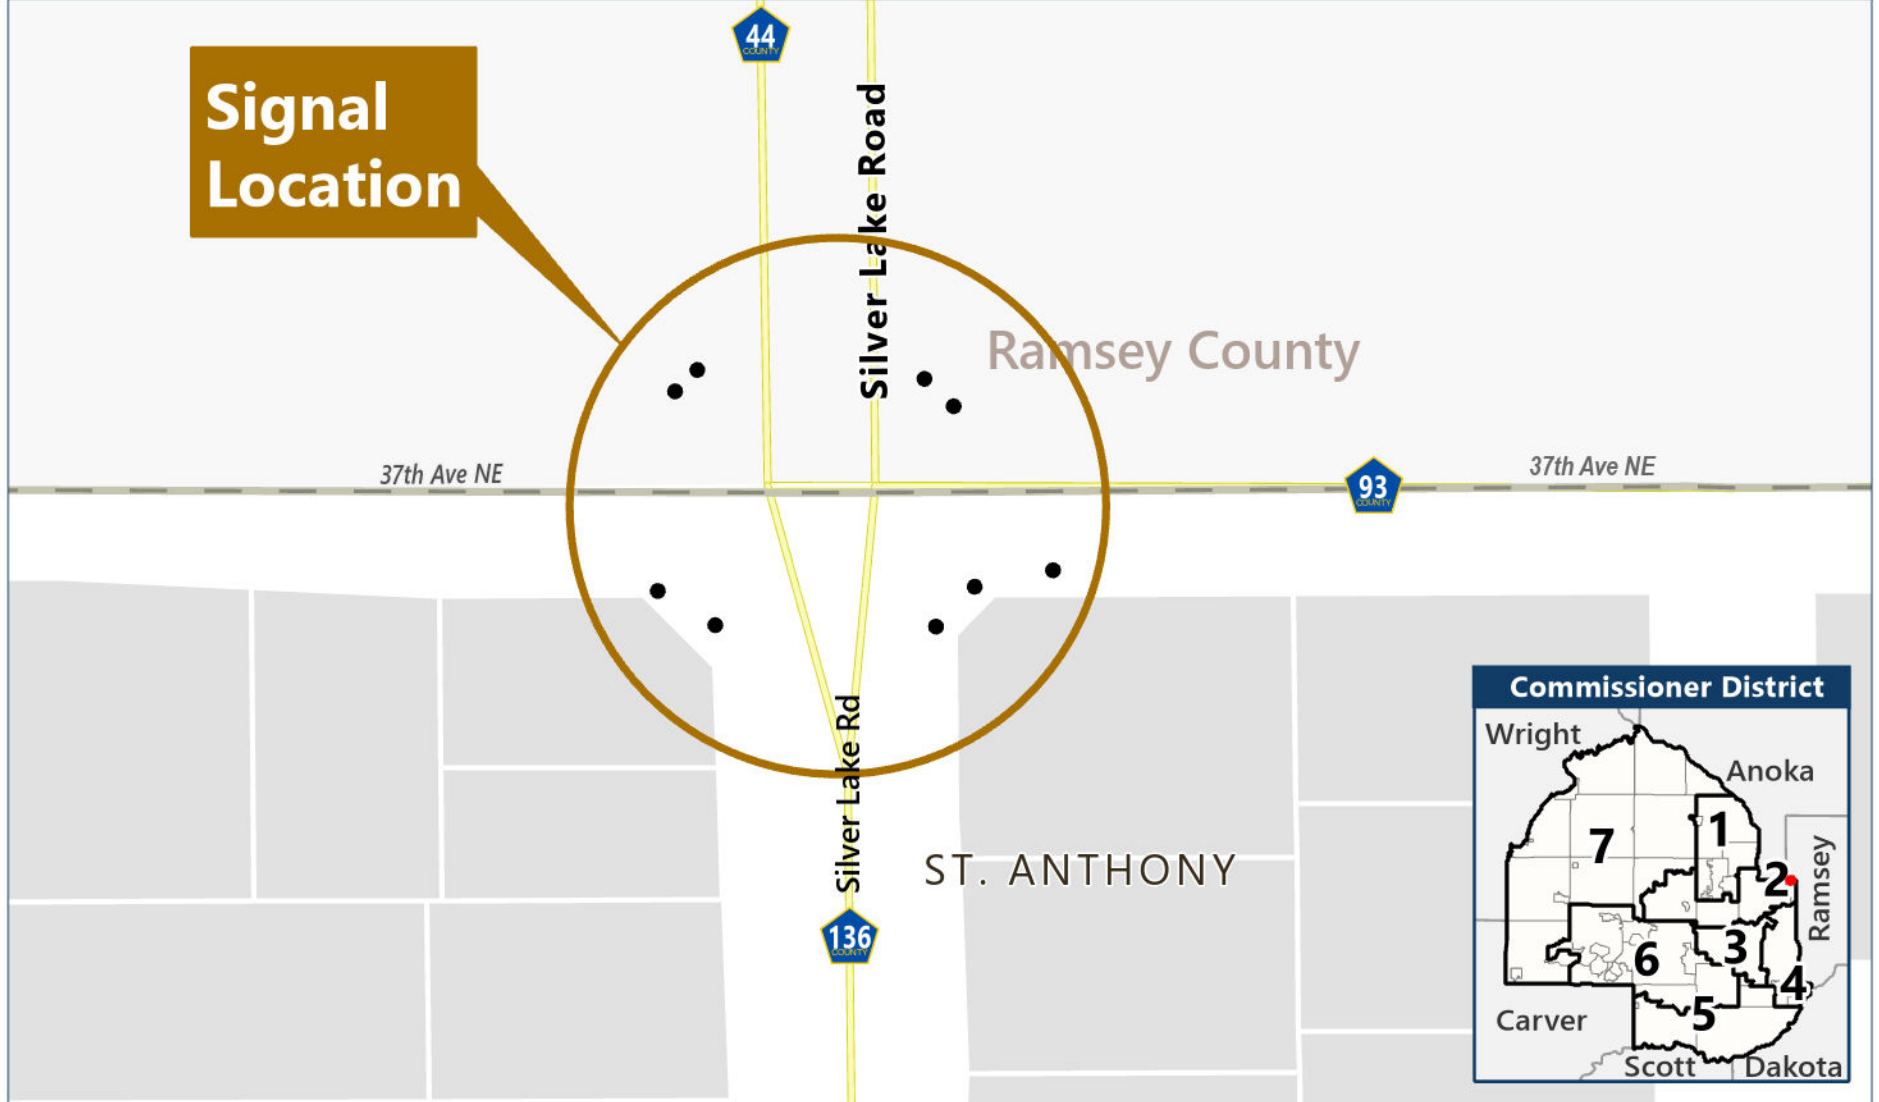 44
COUNTY
Signal
Location
Silver Lake Road
Ramsey County
37th Ave NE
37th Ave NE
93
COUNTY
Silver Lake Rd
ST. ANTHONY
136
COUNTY
Commissioner District
Wright
Anoka
7
1
2
Ramsey
6
3
4
5
Carver
Scott
Dakota